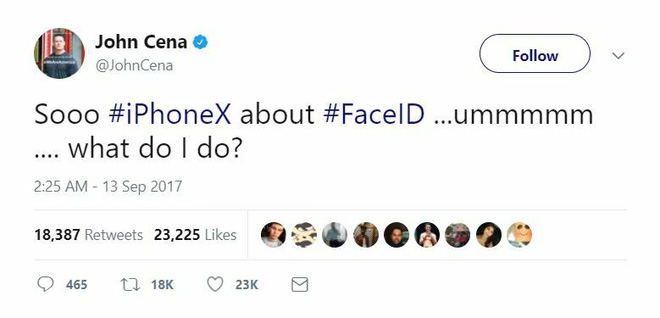 John Cena
@JohnCena
Follow
Sooo #iPhoneX about #FaceID ...ummmmm
.... what do I do?
2:25 AM - 13 Sep 2017
18,387 Retweets 23,225 Likes
465 18K 23K